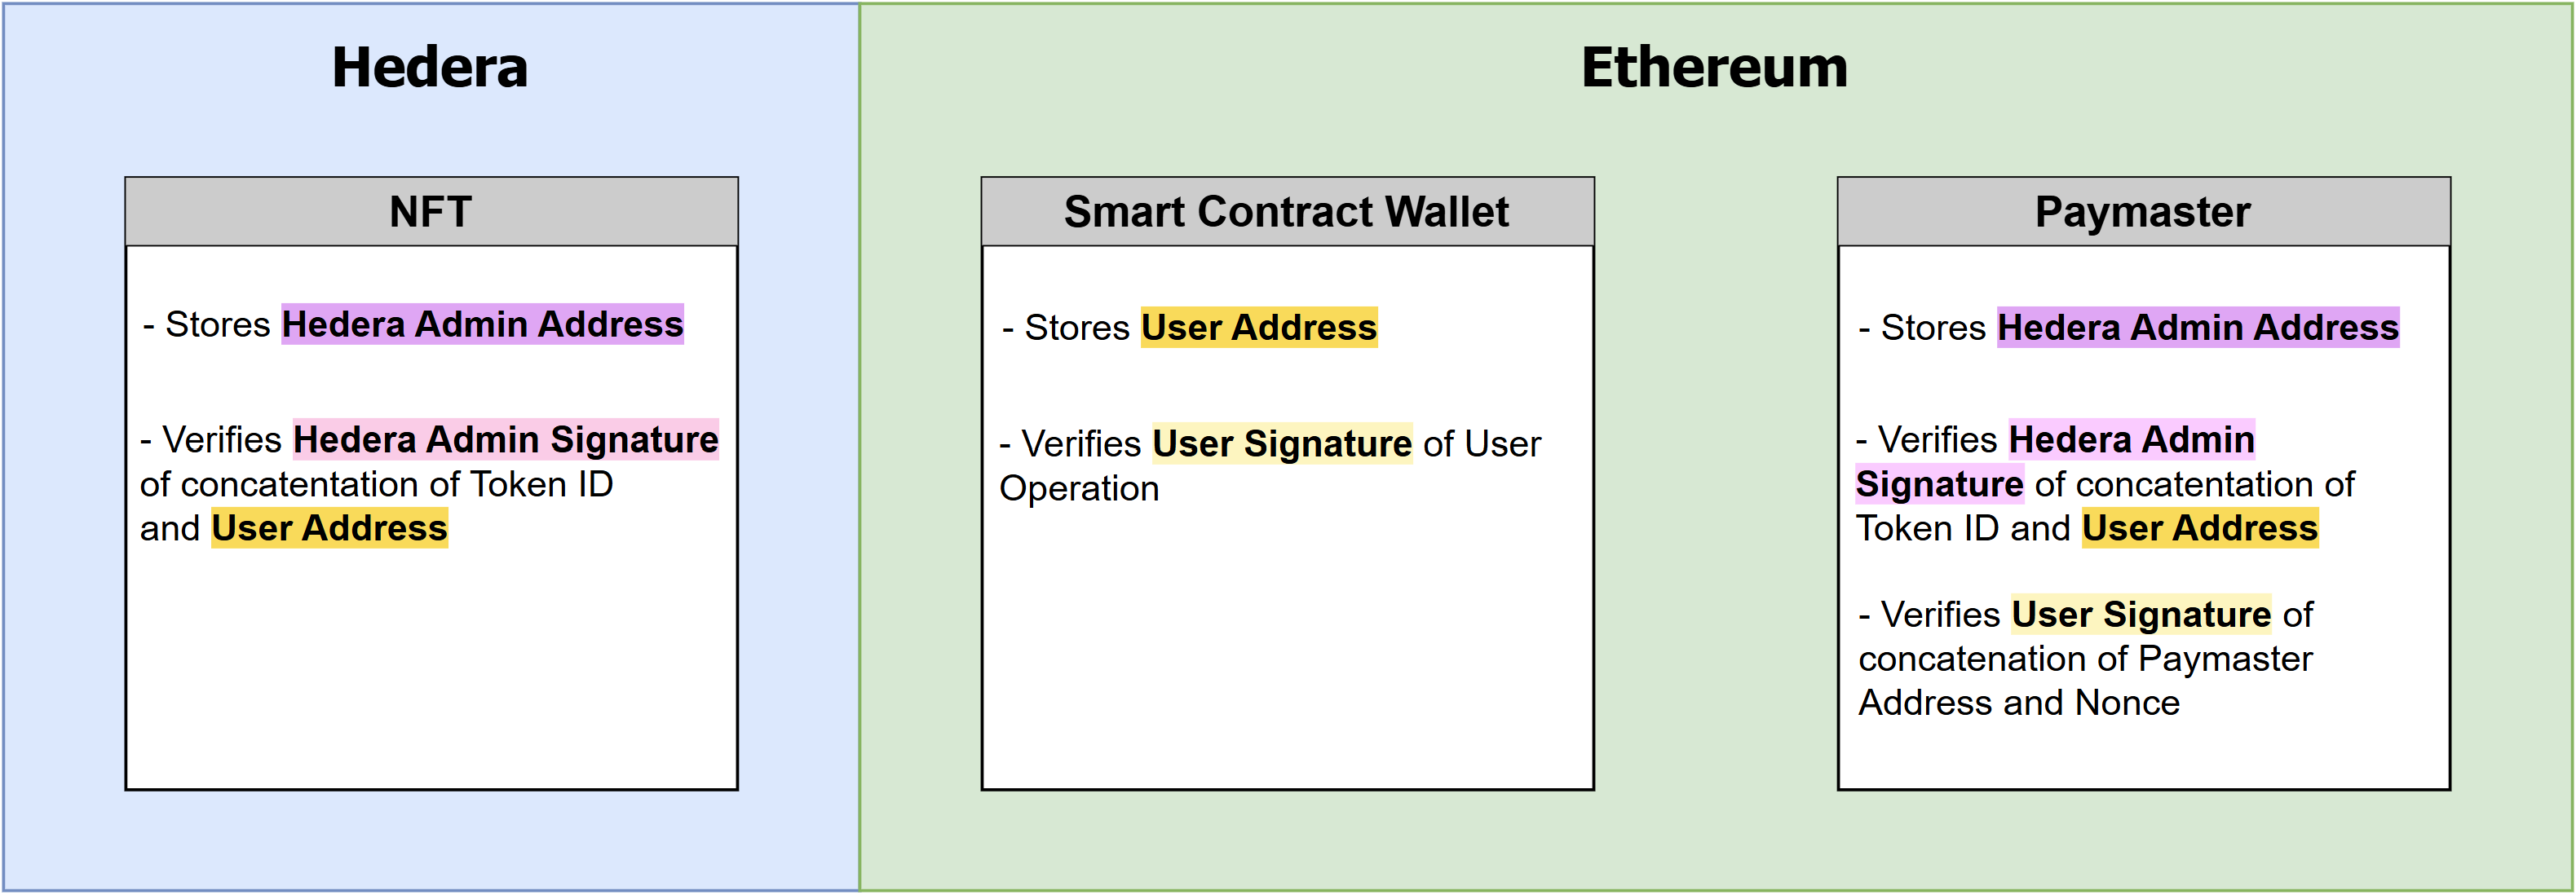 Hedera
Ethereum
NFT
- Stores Hedera Admin Address
- Verifies Hedera Admin Signature
of concatentation of Token ID
and User Address
Smart Contract Wallet
- Stores User Address
- Verifies User Signature of User
Operation
Paymaster
- Stores Hedera Admin Address
- Verifies Hedera Admin
Signature of concatentation of
Token ID and User Address
- Verifies User Signature of
concatenation of Paymaster
Address and Nonce